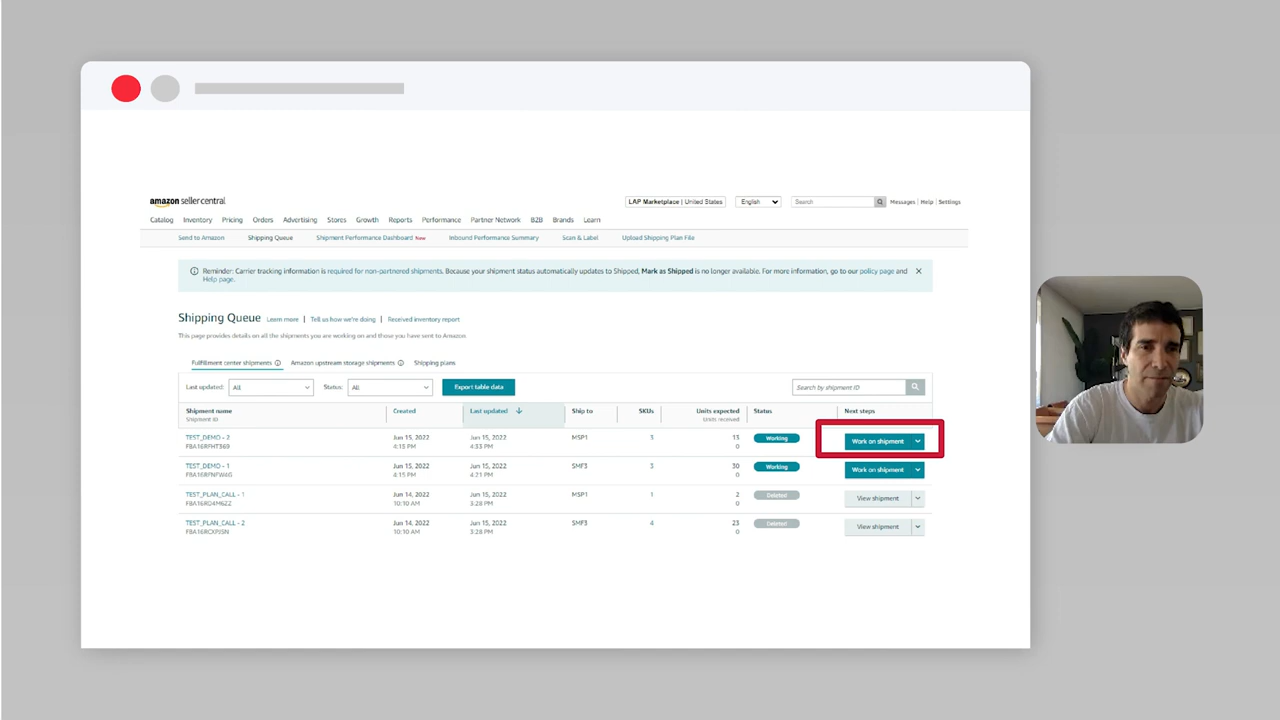 amazon seller central
LAP Marketplace | United States
English
Search
Messages | Help | Settings
Catalog Inventory Pricing Orders Advertising Stores Growth Reports Performance Partner Network B2B Brands Learn
Send to Amazon Shipping Queue Shipment Performance Dashboard New Inbound Performance Summary Scan & Label Upload Shipping Plan File
Reminder: Carrier tracking information is required for non-partnered shipments. Because your shipment status automatically updates to Shipped, Mark as Shipped is no longer available. For more information, go to our policy page and
Help page.
Shipping Queue Learn more | Tell us how we're doing | Received inventory report
This page provides details on all the shipments you are working on and those you have sent to Amazon
Fulfillment center shipments Amazon upstream storage shipments Shipping plans
Last updated: All Status: All Export table data Search by shipment ID
Shipment name Created Last updated Ship to SKUs Units expected Status Next steps
Shipment ID Units received
TEST_DEMO - 2 Jun 15, 2022 Jun 15, 2022 MSP1 3 13 Working Work on shipment
FBA16RFHT369 4:15 PM 4:33 PM 0
TEST_DEMO - 1 Jun 15, 2022 Jun 15, 2022 SMF3 3 30 Working Work on shipment
FBA16RFNFW4G 4:15 PM 4:21 PM 0
TEST_PLAN_CALL - 1 Jun 14, 2022 Jun 15, 2022 MSP1 1 2 Deleted View shipment
10:10 AM 3:28 PM 0
TEST_PLAN_CALL - 2 Jun 14, 2022 Jun 15, 2022 SMF3 4 23 Deleted View shipment
10:10 AM 3:28 PM 0